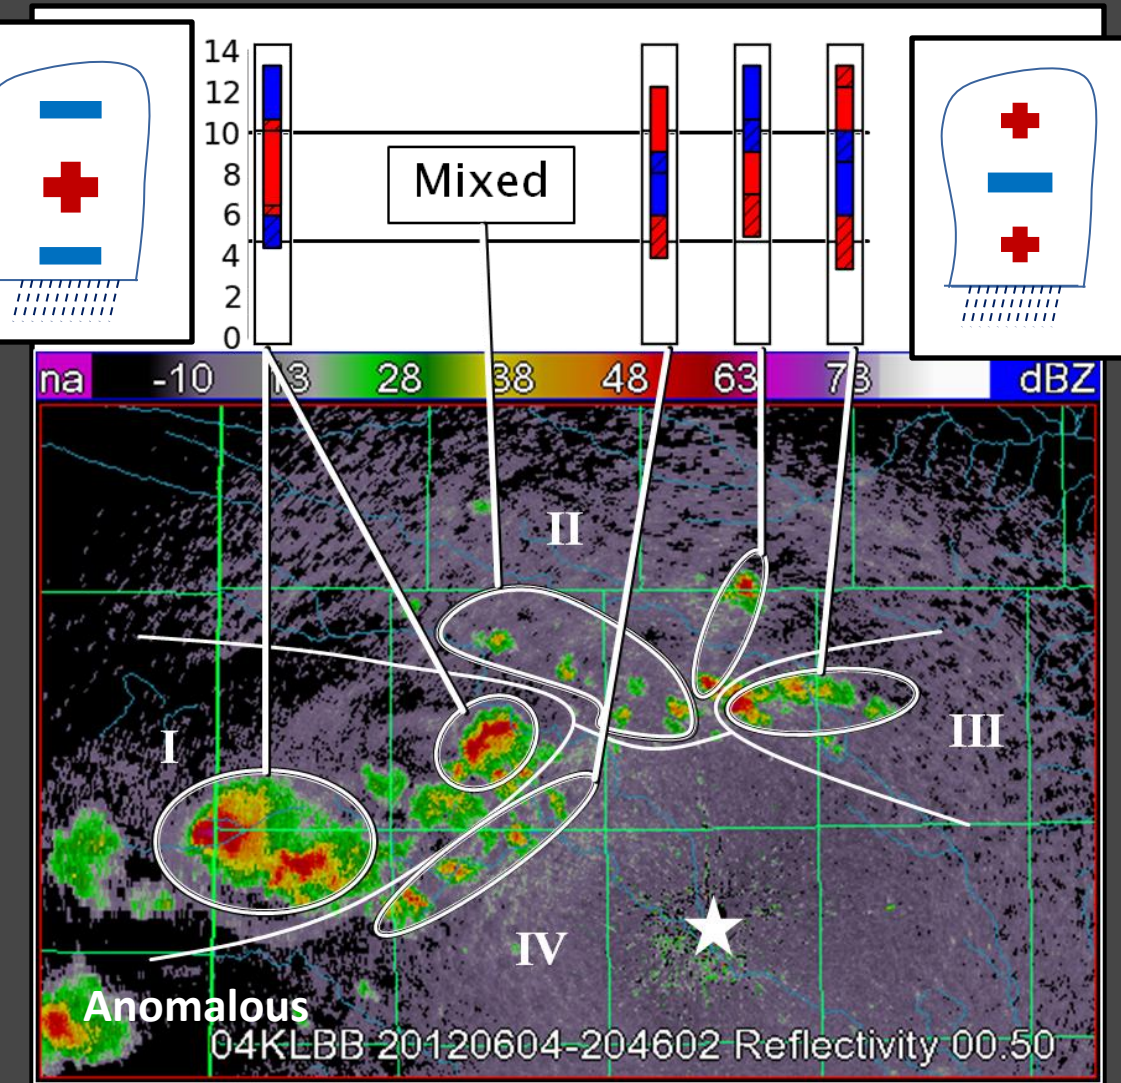 14
12
10
8
6
4
2
0
Mixed
na -10 13 28 38 48 63 78 dBZ
II
I
III
IV
Anomalous
04KLBB 20120604-204602 Reflectivity 00.50